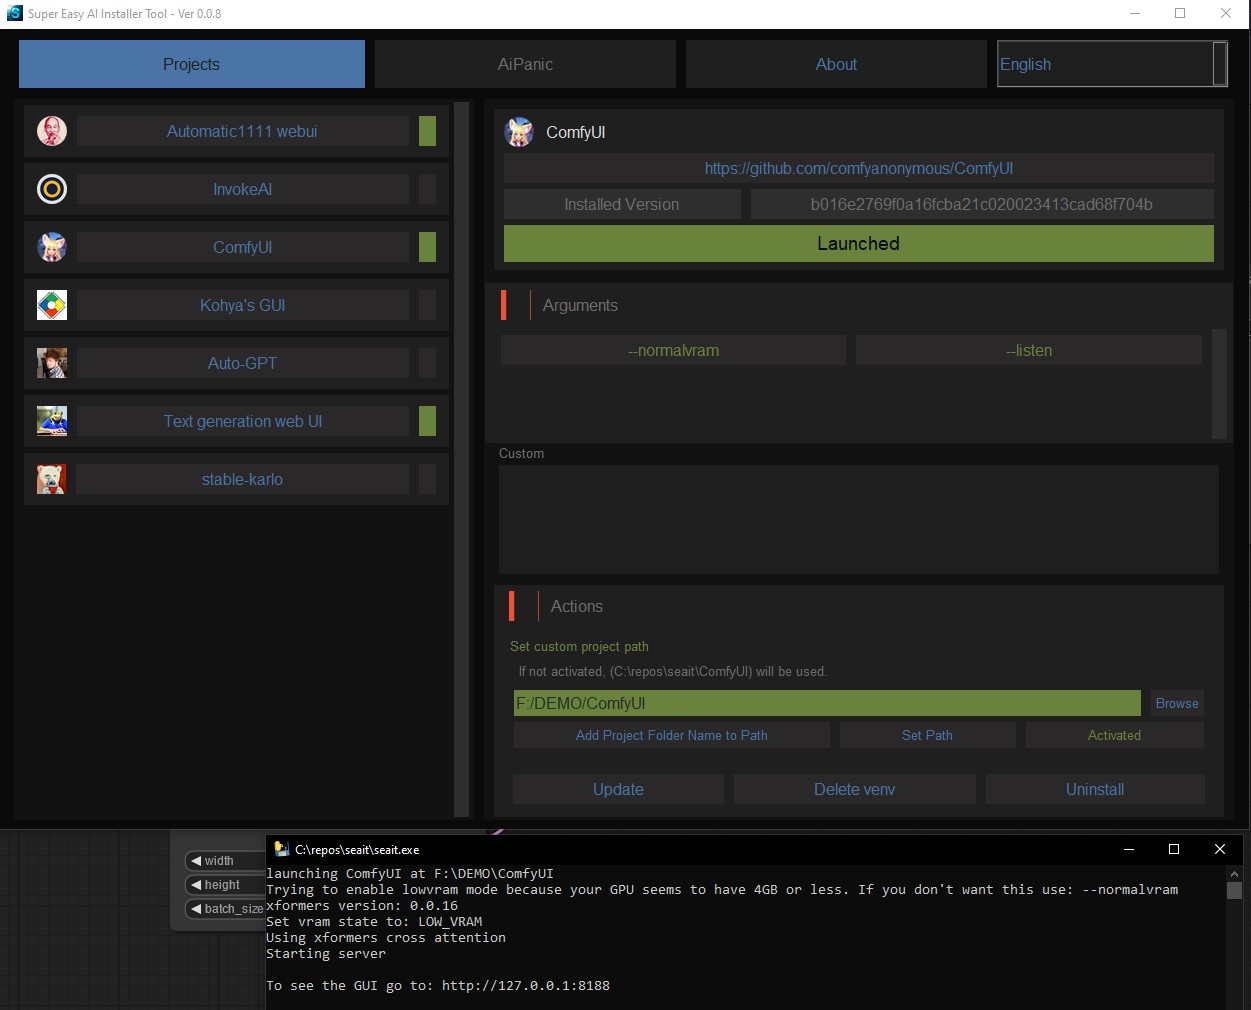 Super Easy AI Installer Tool - Ver 0.0.8
Projects
AiPanic
About
English
Automatic1111 webui
InvokeAI
ComfyUI
Kohya's GUI
Auto-GPT
Text generation web UI
stable-karlo
ComfyUI
https://github.com/comfyanonymous/ComfyUI
Installed Version
b016e2769f0a16fcba21c020023413cad68f704b
Launched
Arguments
--normalvram
--listen
Custom
Actions
Set custom project path
If not activated, (C:\repos\seait\ComfyUI) will be used.
F:/DEMO/ComfyUI
Browse
Add Project Folder Name to Path
Set Path
Activated
Update
Delete venv
Uninstall
width
height
batch_size
C:\repos\seait\seait.exe
launching ComfyUI at F:\DEMO\ComfyUI
Trying to enable lowvram mode because your GPU seems to have 4GB or less. If you don't want this use: --normalvram
xformers version: 0.0.16
Set vram state to: LOW_VRAM
Using xformers cross attention
Starting server
To see the GUI go to: http://127.0.0.1:8188